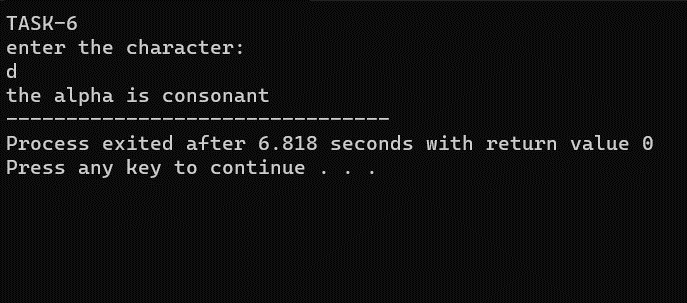 TASK-6
enter the character:
d
the alpha is consonant
--------------------------------
Process exited after 6.818 seconds with return value 0
Press any key to continue . . .